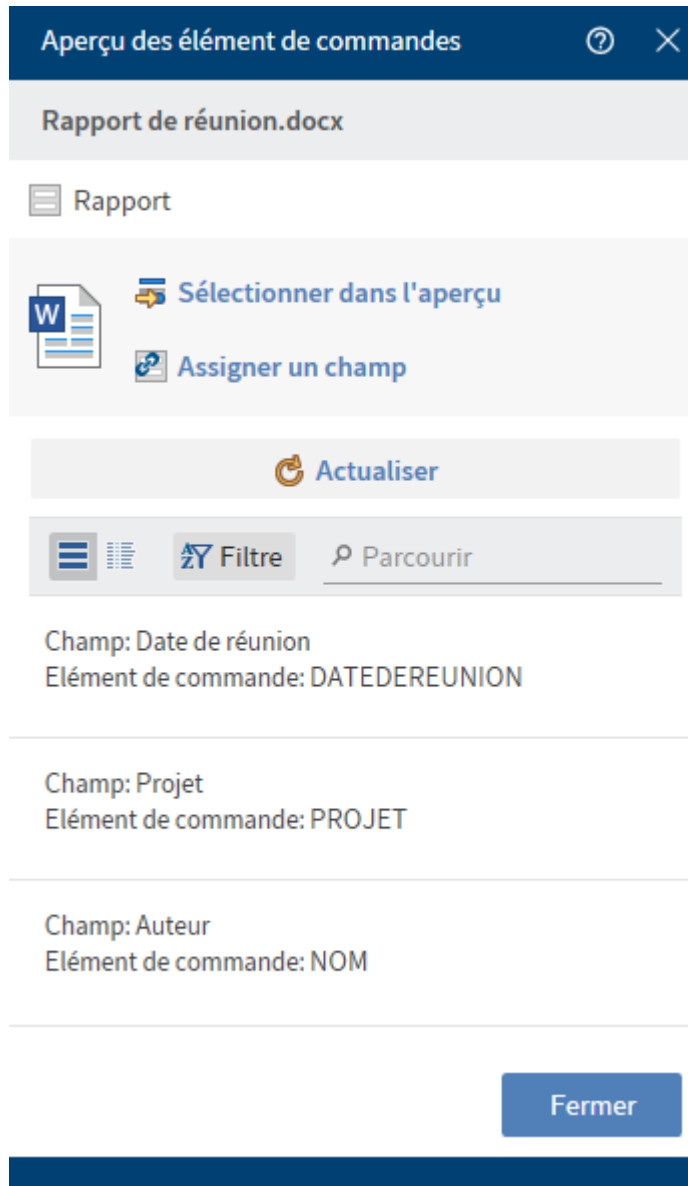 Aperçu des élément de commandes
Rapport de réunion.docx
Rapport
W
Sélectionner dans l'aperçu
Assigner un champ
Actualiser
Filtre
Parcourir
Champ: Date de réunion
Elément de commande: DATEDEREUNION
Champ: Projet
Elément de commande: PROJET
Champ: Auteur
Elément de commande: NOM
Fermer